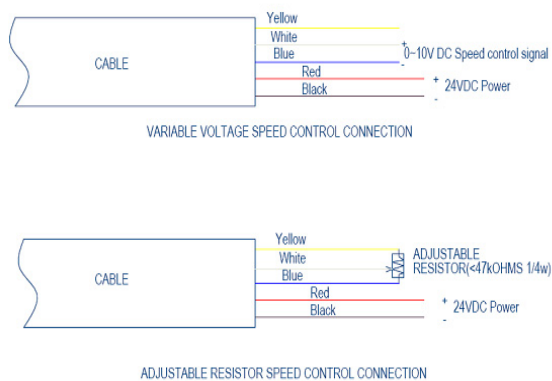 Yellow
White
Blue
+
0~10V DC Speed control signal
-
CABLE
Red
Black
+
24VDC Power
-
VARIABLE VOLTAGE SPEED CONTROL CONNECTION
Yellow
White
Blue
ADJUSTABLE
RESISTOR(<47kOHMS 1/4w)
CABLE
Red
Black
+
24VDC Power
-
ADJUSTABLE RESISTOR SPEED CONTROL CONNECTION